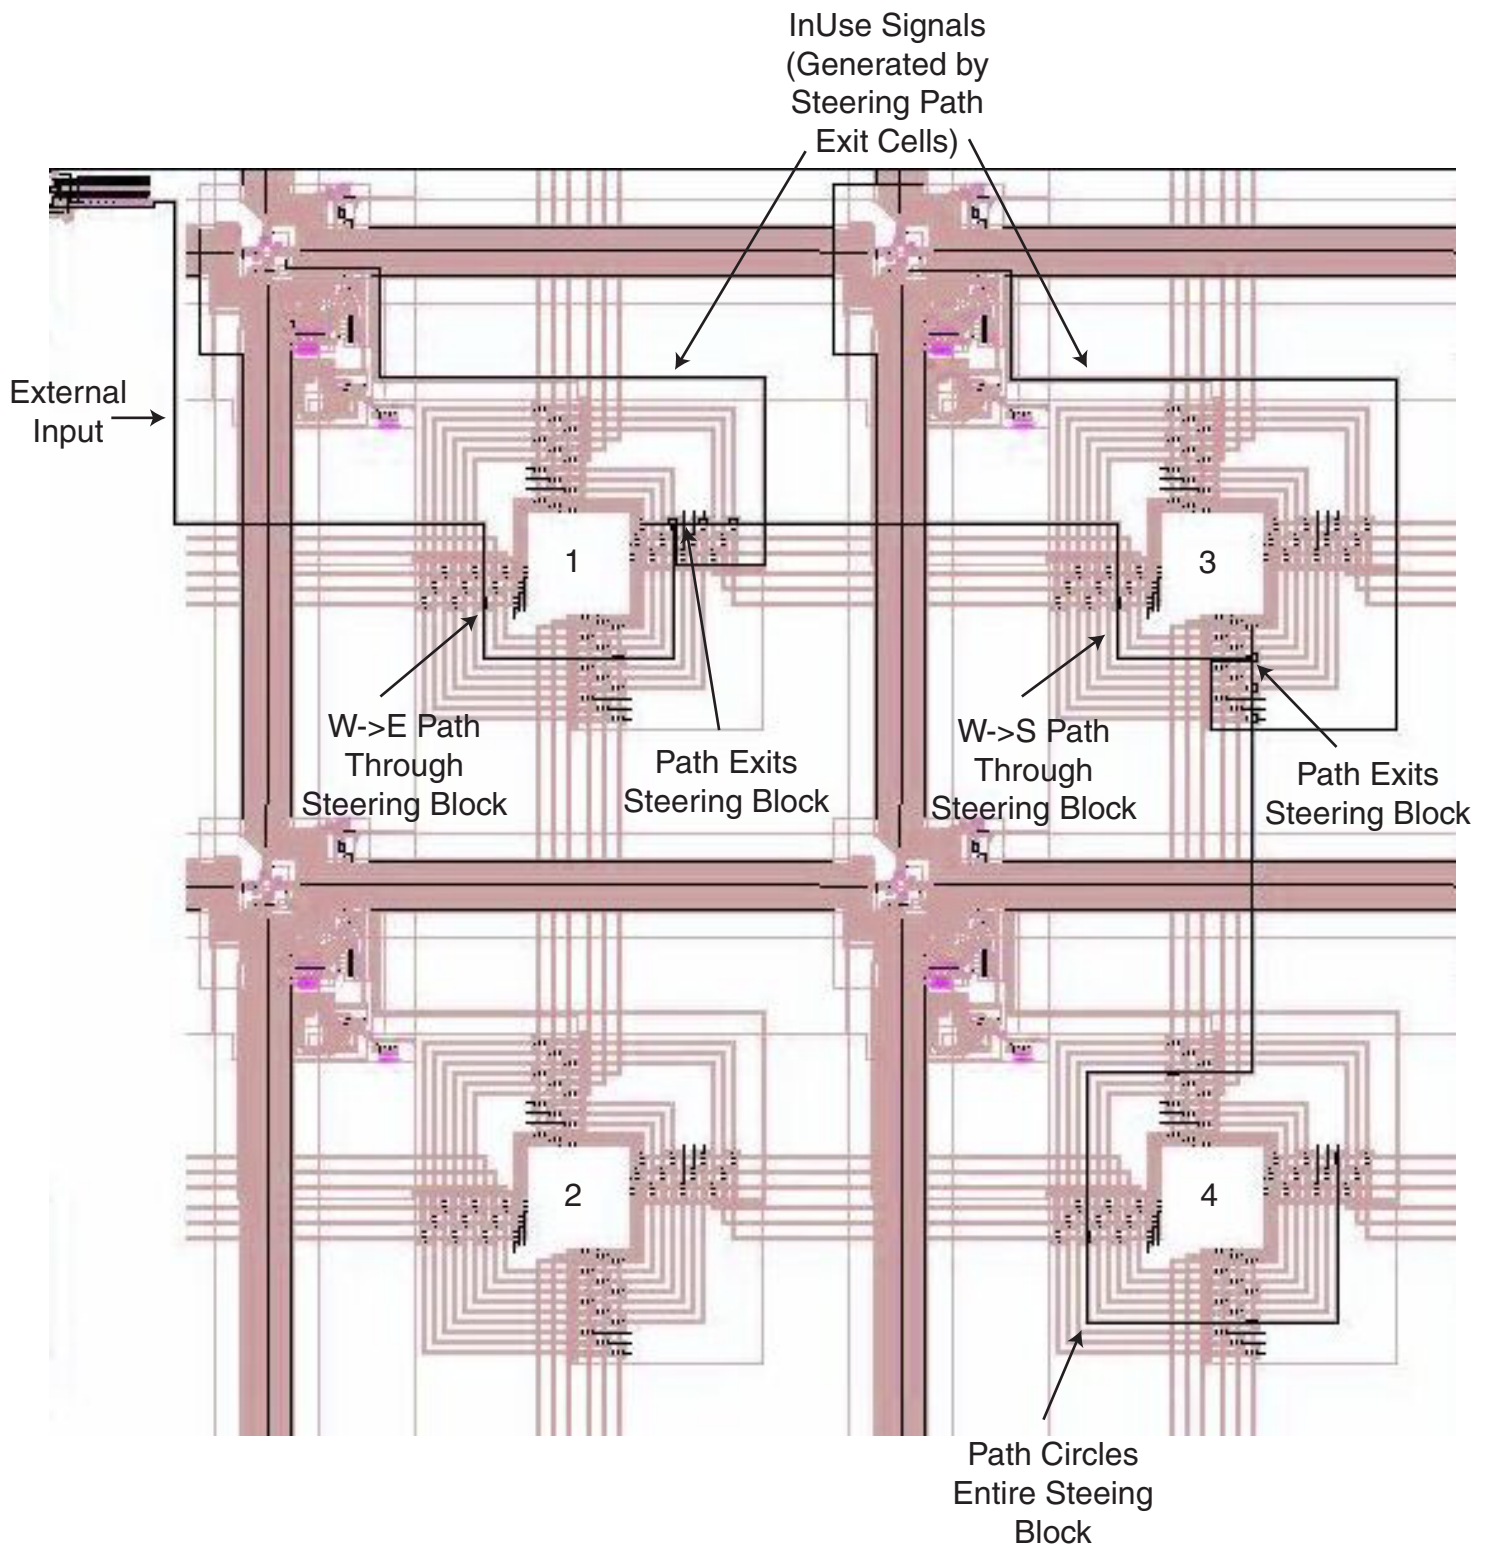 InUse Signals
(Generated by
Steering Path
Exit Cells)
External
Input
1
3
W->E Path
Through
Steering Block
Path Exits
Steering Block
W->S Path
Through
Steering Block
Path Exits
Steering Block
2
4
Path Circles
Entire Steeing
Block